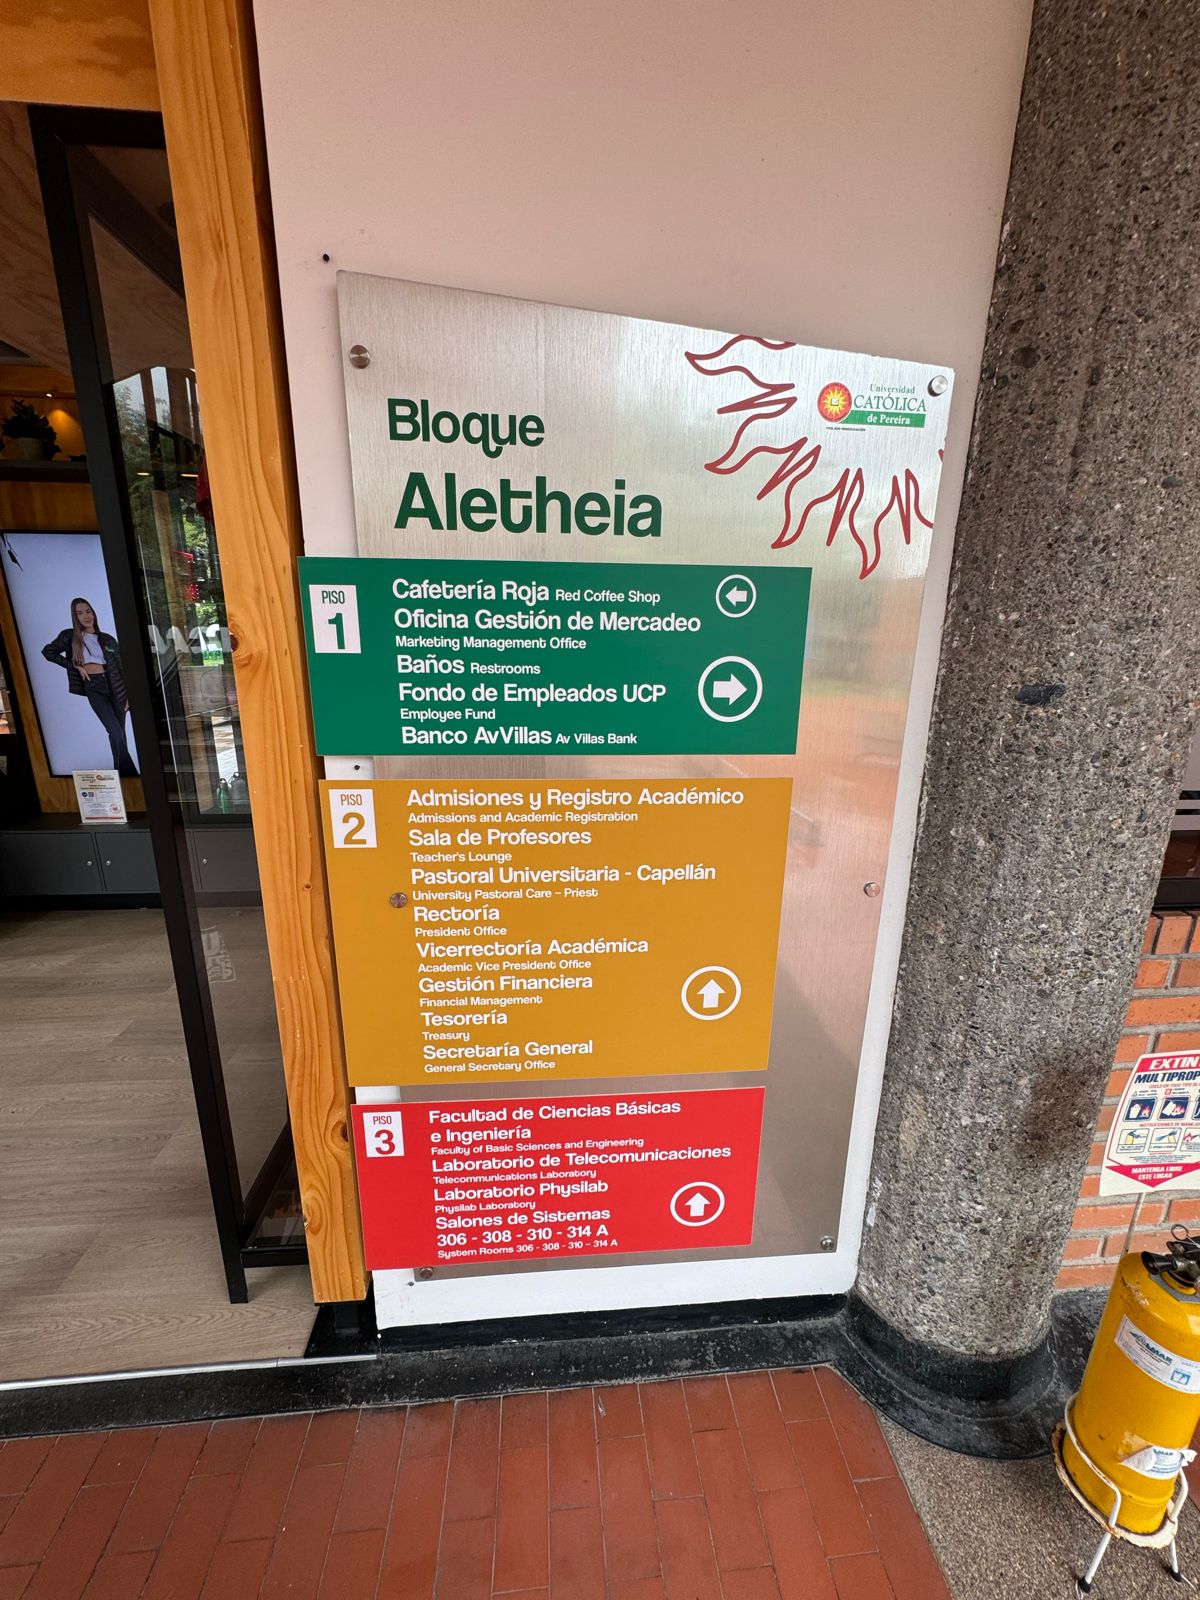 Bloque
Aletheia
Universidad
CATÓLICA
de Pereira
PISO
1
Cafetería Roja Red Coffee Shop
Oficina Gestión de Mercadeo
Marketing Management Office
Baños Restrooms
Fondo de Empleados UCP
Employee Fund
Banco AvVillas Av Villas Bank
PISO
2
Admisiones y Registro Académico
Admissions and Academic Registration
Sala de Profesores
Teacher's Lounge
Pastoral Universitaria - Capellán
University Pastoral Care – Priest
Rectoría
President Office
Vicerrectoría Académica
Academic Vice President Office
Gestión Financiera
Financial Management
Tesorería
Treasury
Secretaría General
General Secretary Office
PISO
3
Facultad de Ciencias Básicas
e Ingeniería
Faculty of Basic Sciences and Engineering
Laboratorio de Telecomunicaciones
Telecommunications Laboratory
Laboratorio Physilab
Physilab Laboratory
Salones de Sistemas
306 - 308 - 310 - 314 A
System Rooms 306 - 308 - 310 - 314 A
EXTIN
MULTIPROP
INSTRUCCIONES DE MANEJ
MANTENGA LIBRE
ESTE LUGAR